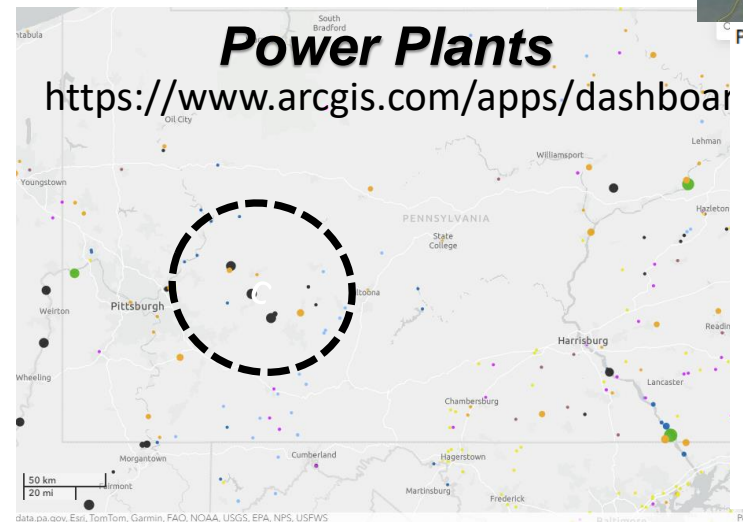 South
Bradford
Power Plants
https://www.arcgis.com/apps/dashboar
Oil City
Lehman
Williamsport
Youngstown
Hazleton
PENNSYLVANIA
State
College
Altoona
Pittsburgh
Weirton
Harrisburg
Readin
Wheeling
Lancaster
Chambersburg
Cumberland
Hagerstown
Morgantown
50 km
20 mi
Fairmont
Martinsburg
Frederick
Baltimore
data.pa.gov, Esri, TomTom, Garmin, FAO, NOAA, USGS, EPA, NPS, USFWS